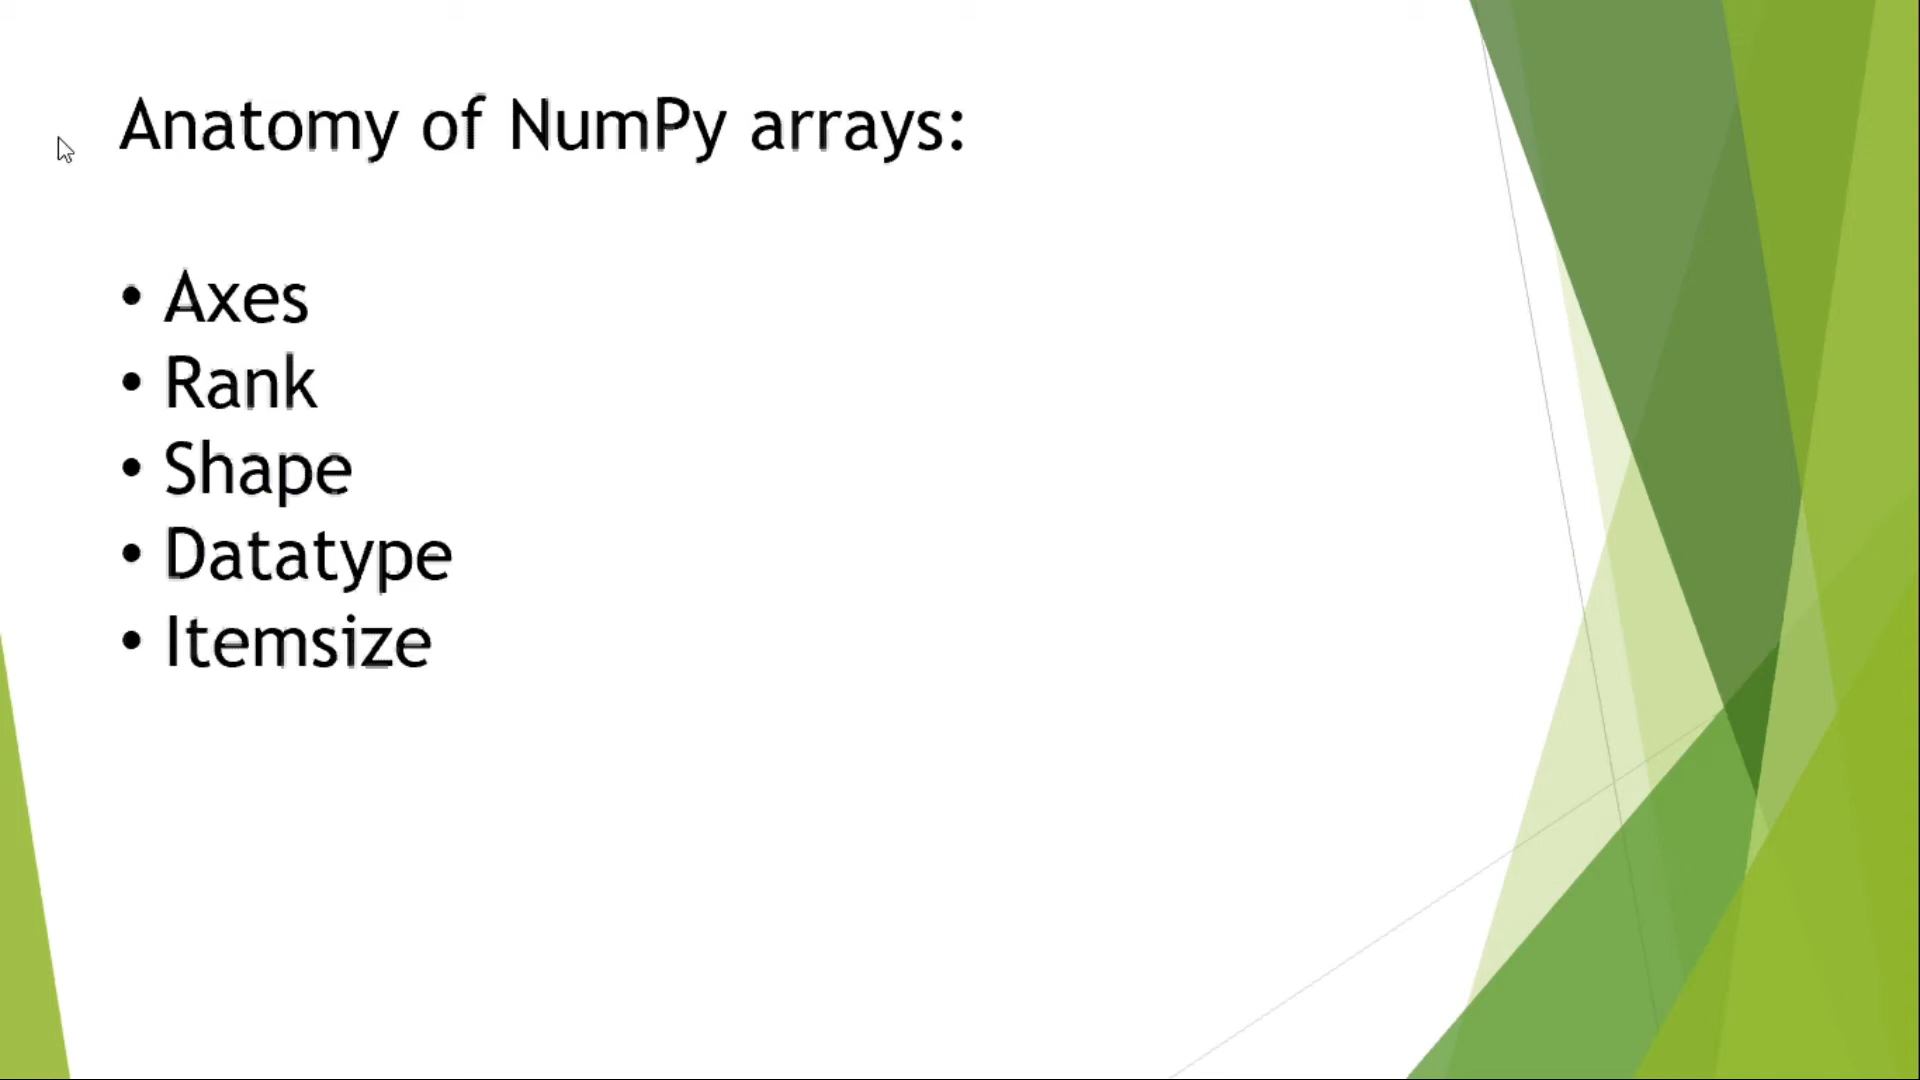 Anatomy of NumPy arrays:
• Axes
• Rank
• Shape
• Datatype
• Itemsize